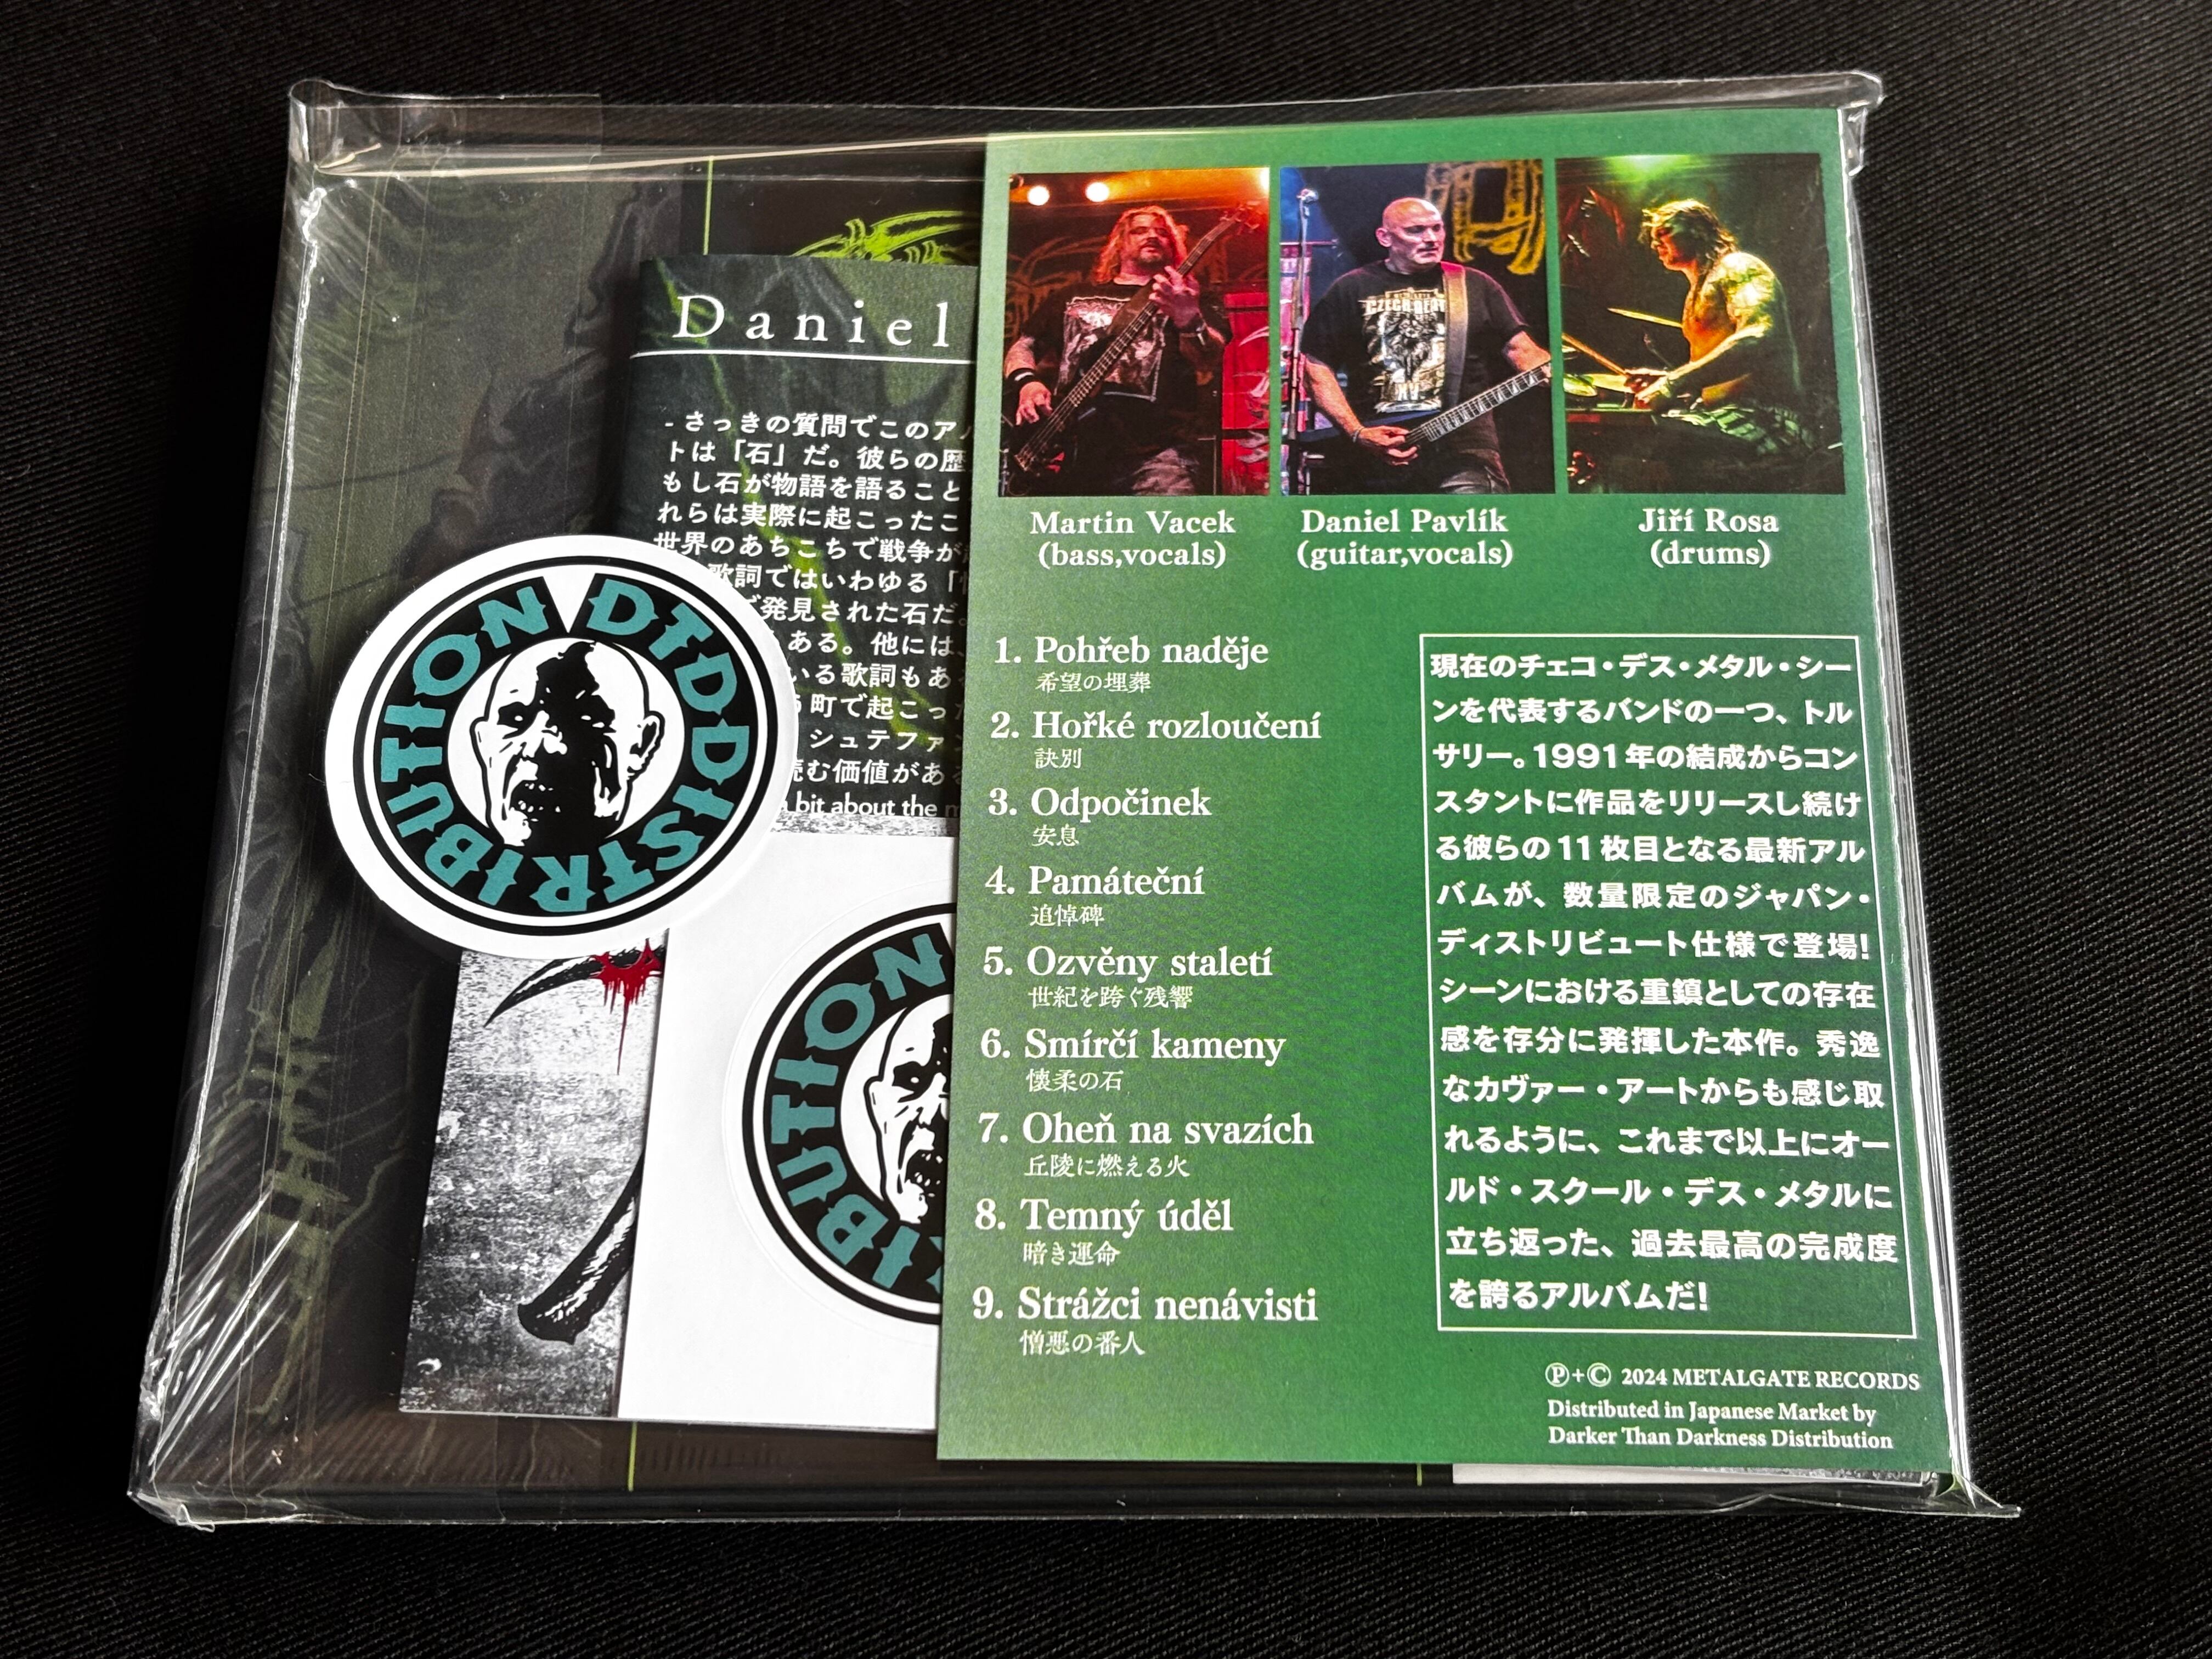 Daniel
- さっきの質問でこのア
トは「石」だ。彼らの歴
もし石が物語を語ること
れらは実際に起こったこ
世界のあちこちで戦争が
歌詞ではいわゆる「
発見された石だ。
ある。他には、
いる歌詞もあ
町で起こっ
シュテファン
読む価値があ
bit about the
DTD DISTRIBUTION
CZECH DEATH
Martin Vacek
(bass,vocals)
Daniel Pavlík
(guitar,vocals)
Jiří Rosa
(drums)
1. Pohřeb naděje
希望の埋葬
2. Hořké rozloučení
訣別
3. Odpočinek
安息
4. Památeční
追悼碑
5. Ozvěny staletí
世紀を跨ぐ残響
6. Smírčí kameny
懐柔の石
7. Oheň na svazích
丘陵に燃える火
8. Temný úděl
暗き運命
9. Strážci nenávisti
憎悪の番人
現在のチェコ・デス・メタル・シー
ンを代表するバンドの一つ、トル
サリー。1991年の結成からコン
スタントに作品をリリースし続け
る彼らの11枚目となる最新アル
バムが、数量限定のジャパン・
ディストリビュート仕様で登場!
シーンにおける重鎮としての存在
感を存分に発揮した本作。秀逸
なカヴァー・アートからも感じ取
れるように、これまで以上にオー
ルド・スクール・デス・メタルに
立ち返った、過去最高の完成度
を誇るアルバムだ!
Ⓟ+© 2024 METALGATE RECORDS
Distributed in Japanese Market by
Darker Than Darkness Distribution